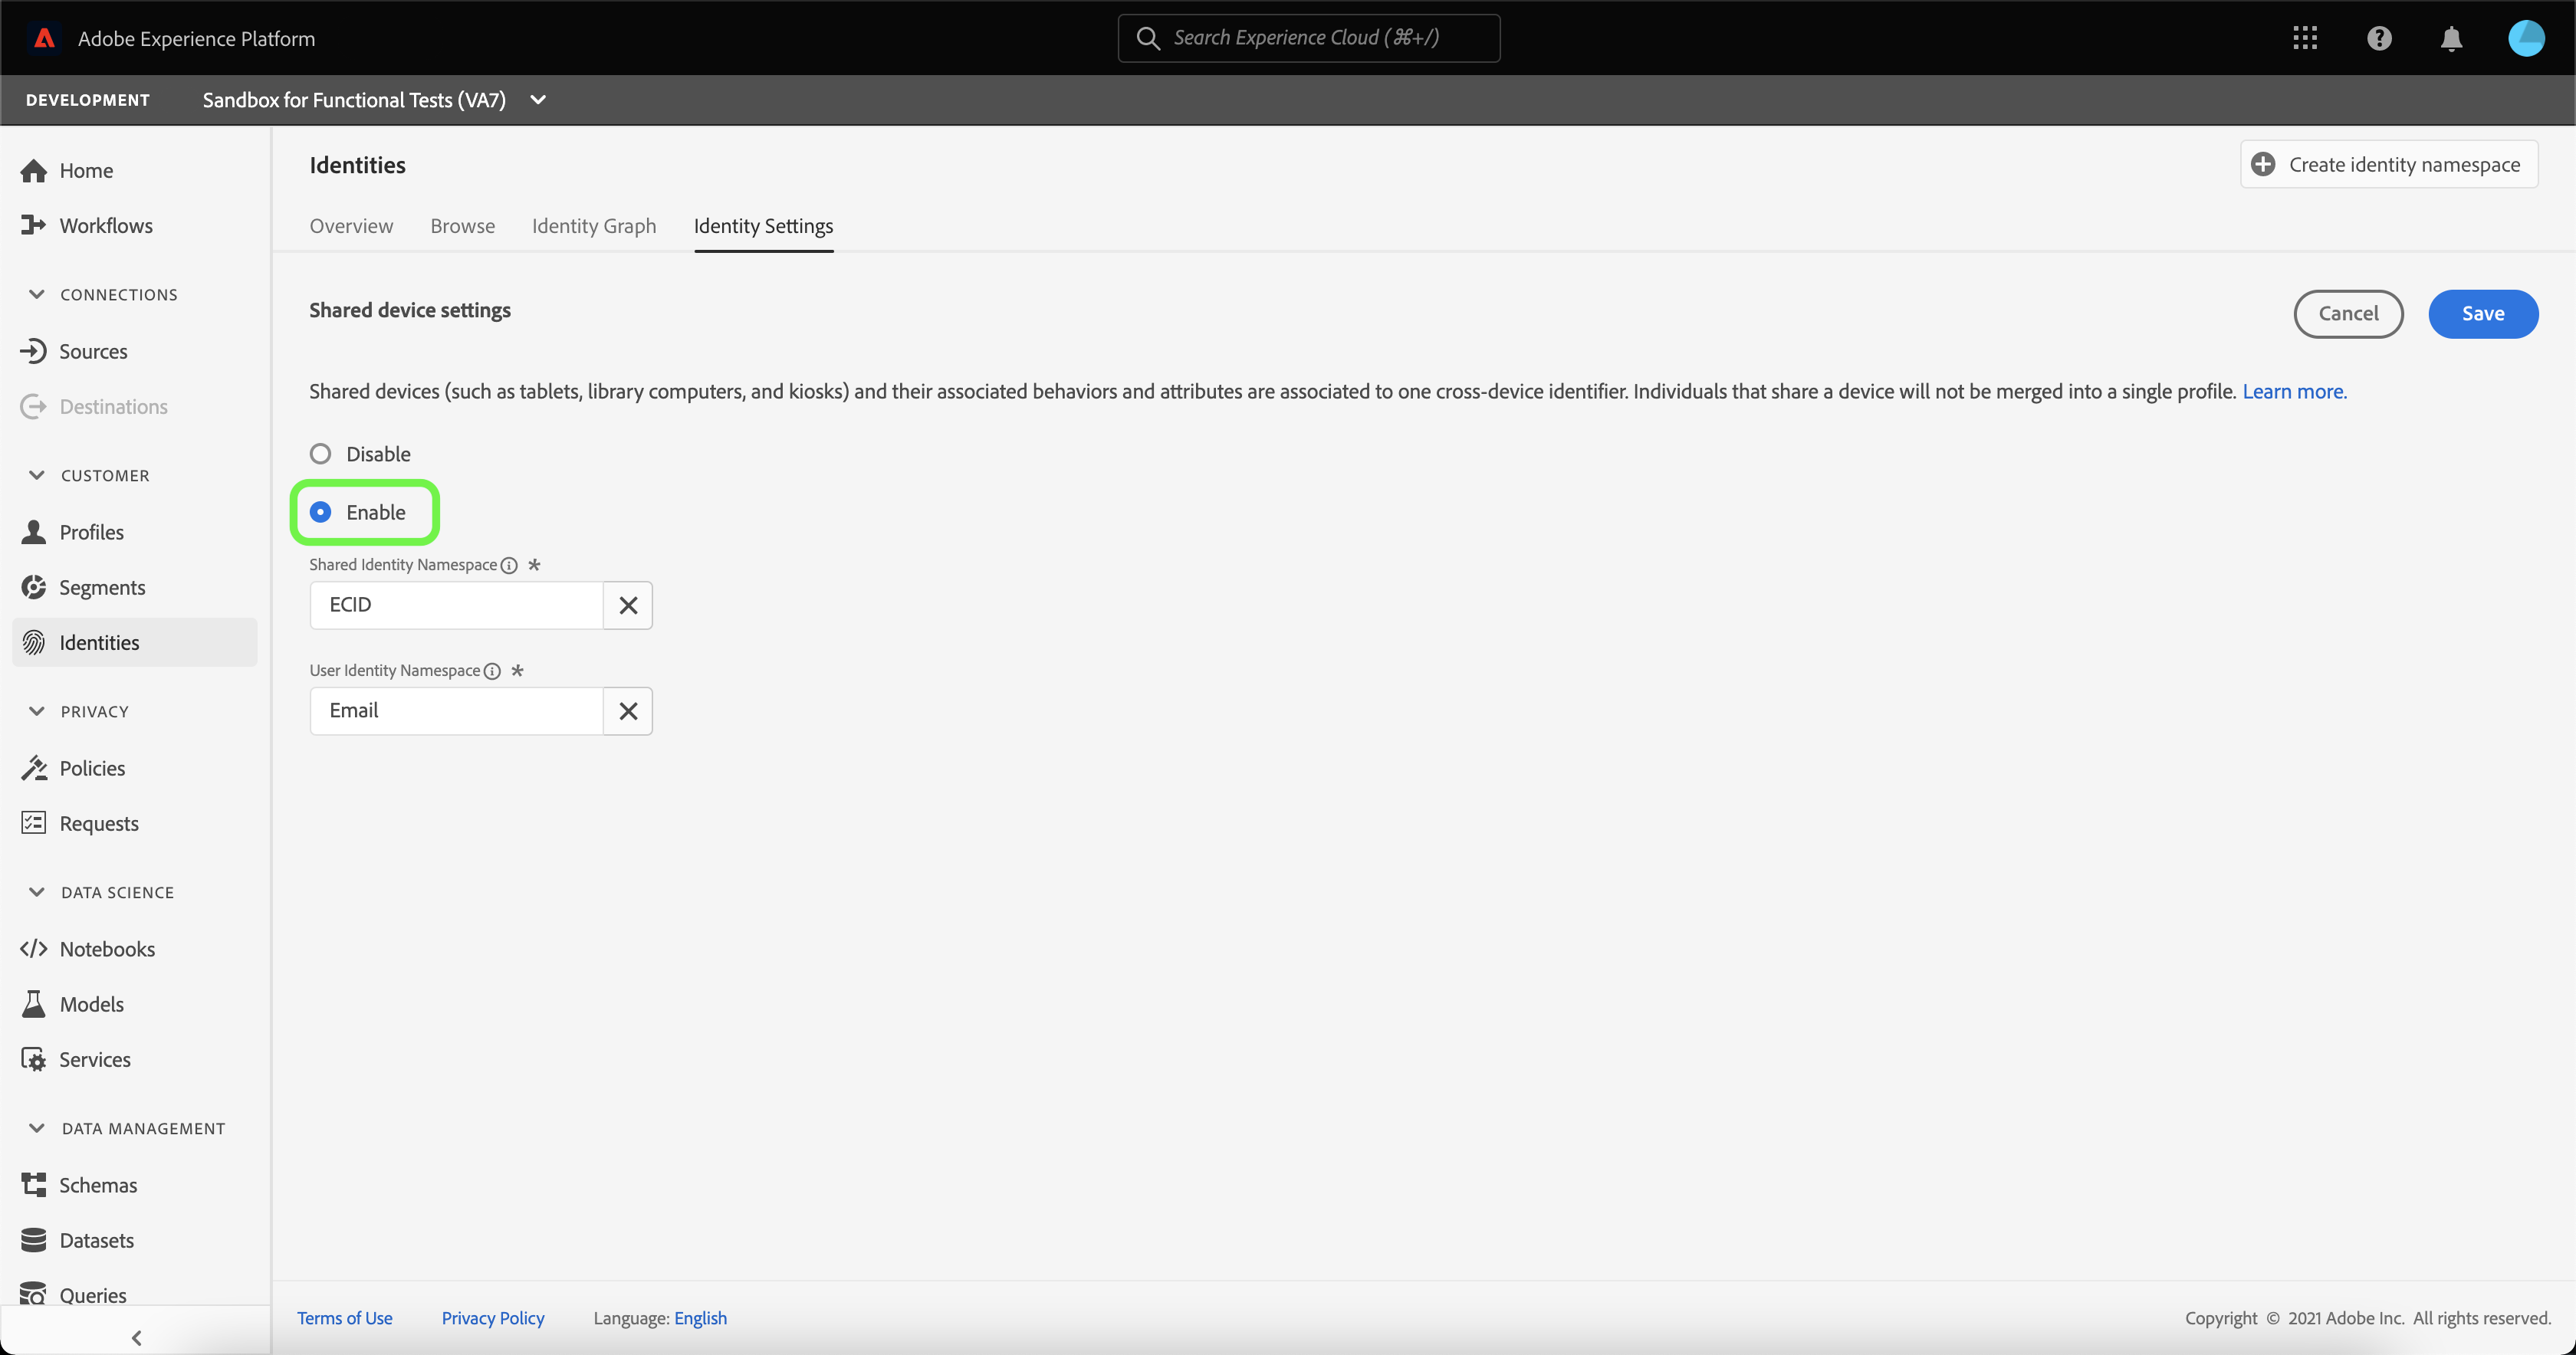 Adobe Experience Platform
Search Experience Cloud (⌘+/)
DEVELOPMENT
Sandbox for Functional Tests (VA7)
Home
Workflows
CONNECTIONS
Sources
Destinations
CUSTOMER
Profiles
Segments
Identities
PRIVACY
Policies
Requests
DATA SCIENCE
Notebooks
Models
Services
DATA MANAGEMENT
Schemas
Datasets
Queries
Identities
Create identity namespace
Overview Browse Identity Graph Identity Settings
Shared device settings
Cancel Save
Shared devices (such as tablets, library computers, and kiosks) and their associated behaviors and attributes are associated to one cross-device identifier. Individuals that share a device will not be merged into a single profile. Learn more.
Disable
Enable
Shared Identity Namespace *
ECID
User Identity Namespace *
Email
Terms of Use Privacy Policy Language: English Copyright © 2021 Adobe Inc. All rights reserved.